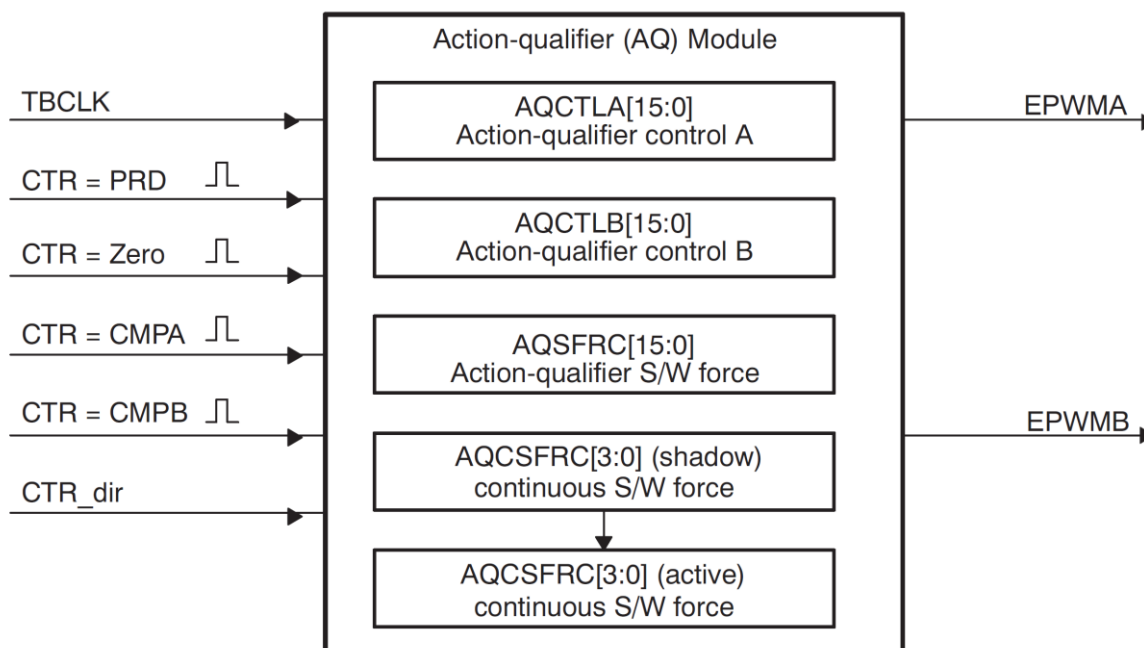 Action-qualifier (AQ) Module
TBCLK
CTR = PRD
CTR = Zero
CTR = CMPA
CTR = CMPB
CTR_dir
AQCTLA[15:0]
Action-qualifier control A
AQCTLB[15:0]
Action-qualifier control B
AQSFRC[15:0]
Action-qualifier S/W force
AQCSFRC[3:0] (shadow)
continuous S/W force
AQCSFRC[3:0] (active)
continuous S/W force
EPWMA
EPWMB